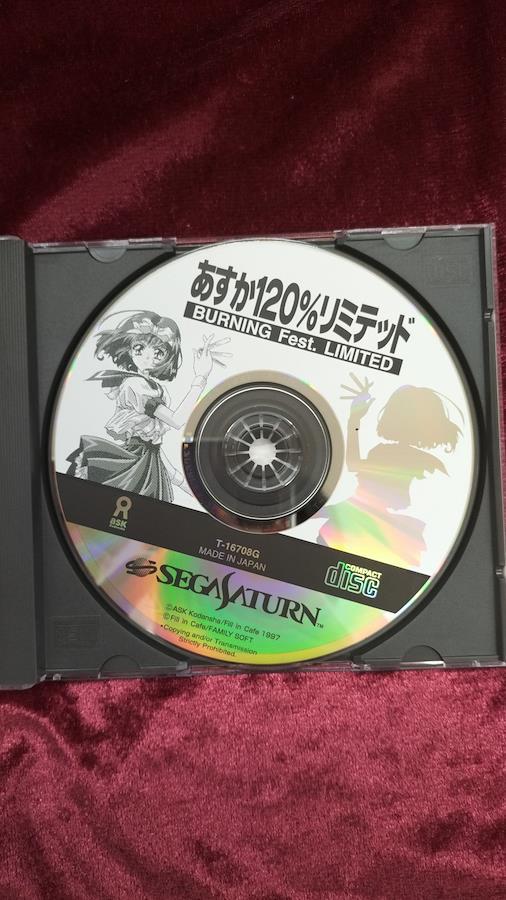 あすか120%リミテッド
BURNING Fest. LIMITED
ask
T-16708G
MADE IN JAPAN
COMPACT
disc
SEGASATURN™
©ASK Kodansha/Fill in Cafe 1997
©Fill in Cafe/FAMILY SOFT
•Copying and/or Transmission
Strictly Prohibited.